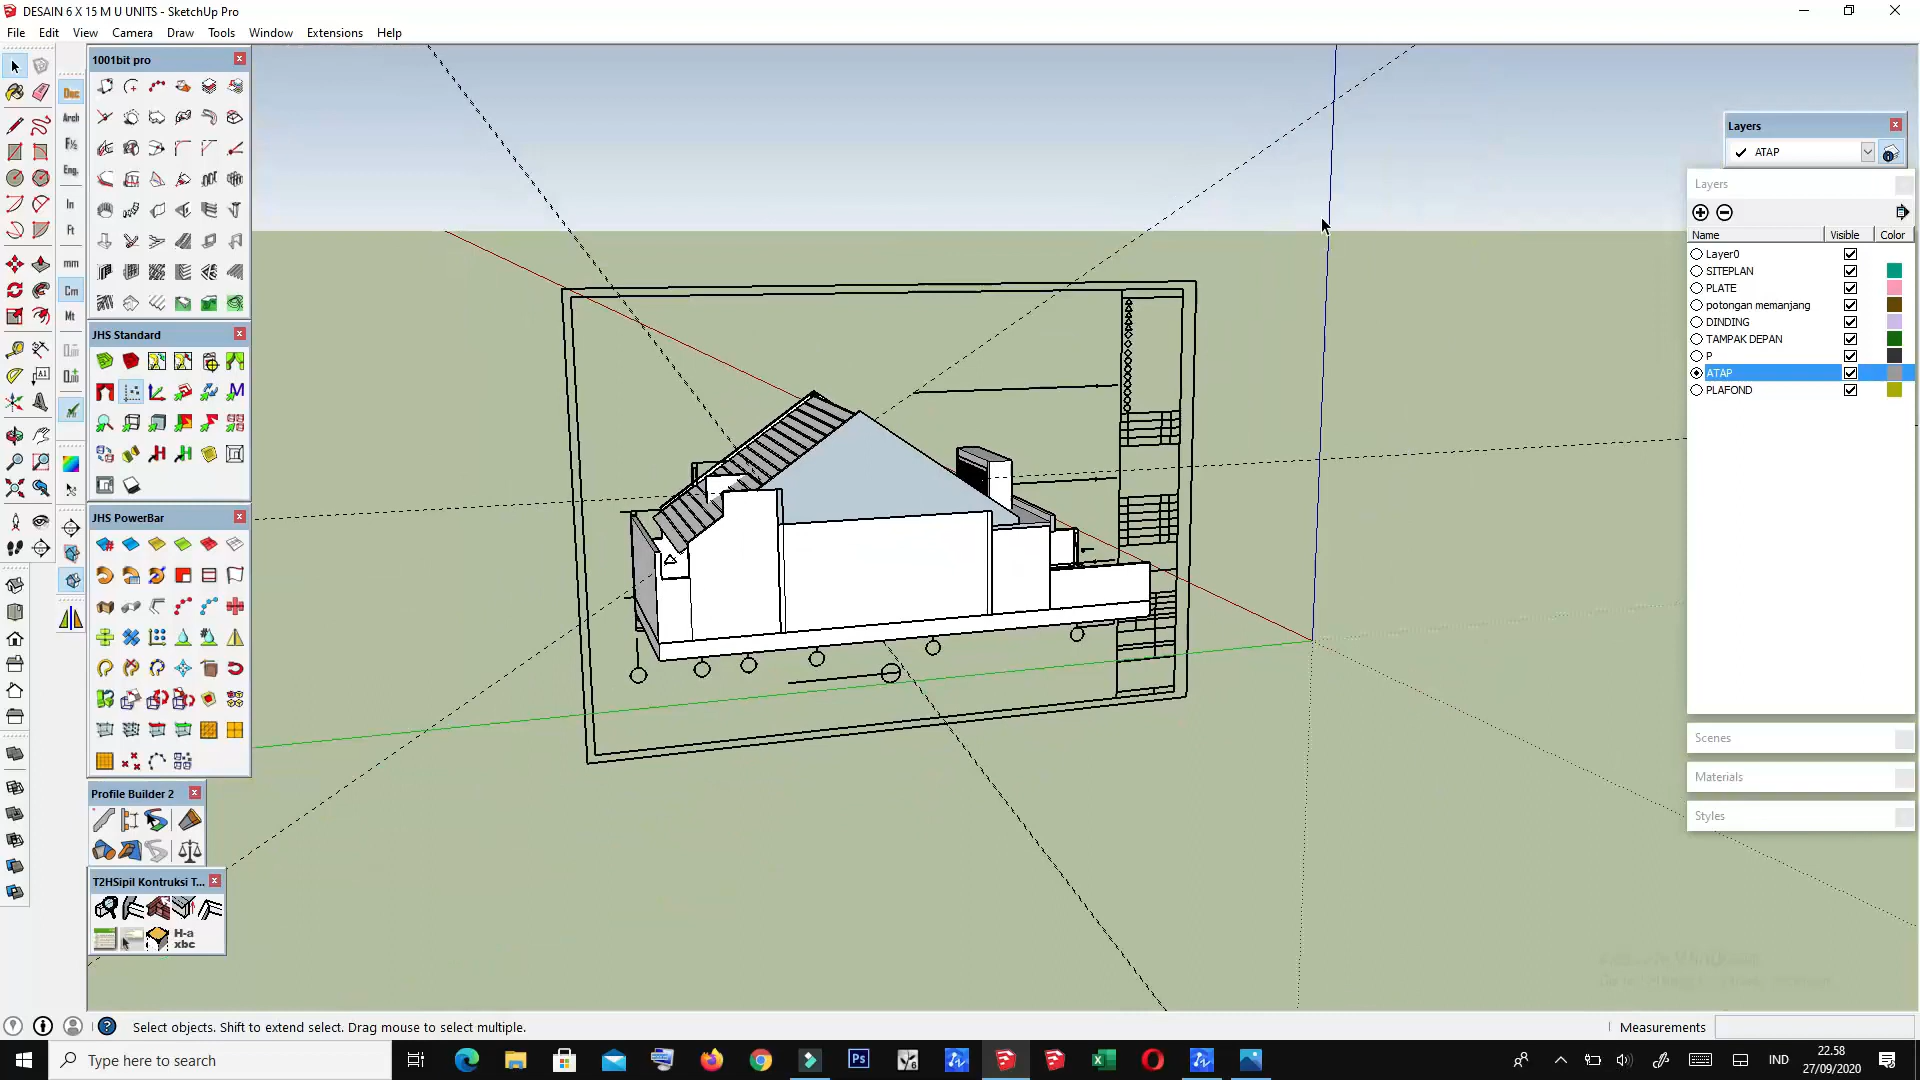 DESAIN 6 X 15 M U UNITS - SketchUp Pro
File Edit View Camera Draw Tools Window Extensions Help
1001bit pro
Doc
Arch
F½
Eng.
In
Ft
mm
Cm
Mt
JHS Standard
JHS PowerBar
Profile Builder 2
T2HSipil Kontruksi T...
H-a
xbc
Layers
ATAP
Layers
Name Visible Color
Layer0
SITEPLAN
PLATE
potongan memanjang
DINDING
TAMPAK DEPAN
P
ATAP
PLAFOND
Scenes
Materials
Styles
Select objects. Shift to extend select. Drag mouse to select multiple.
Measurements
Type here to search
IND
22.58
27/09/2020